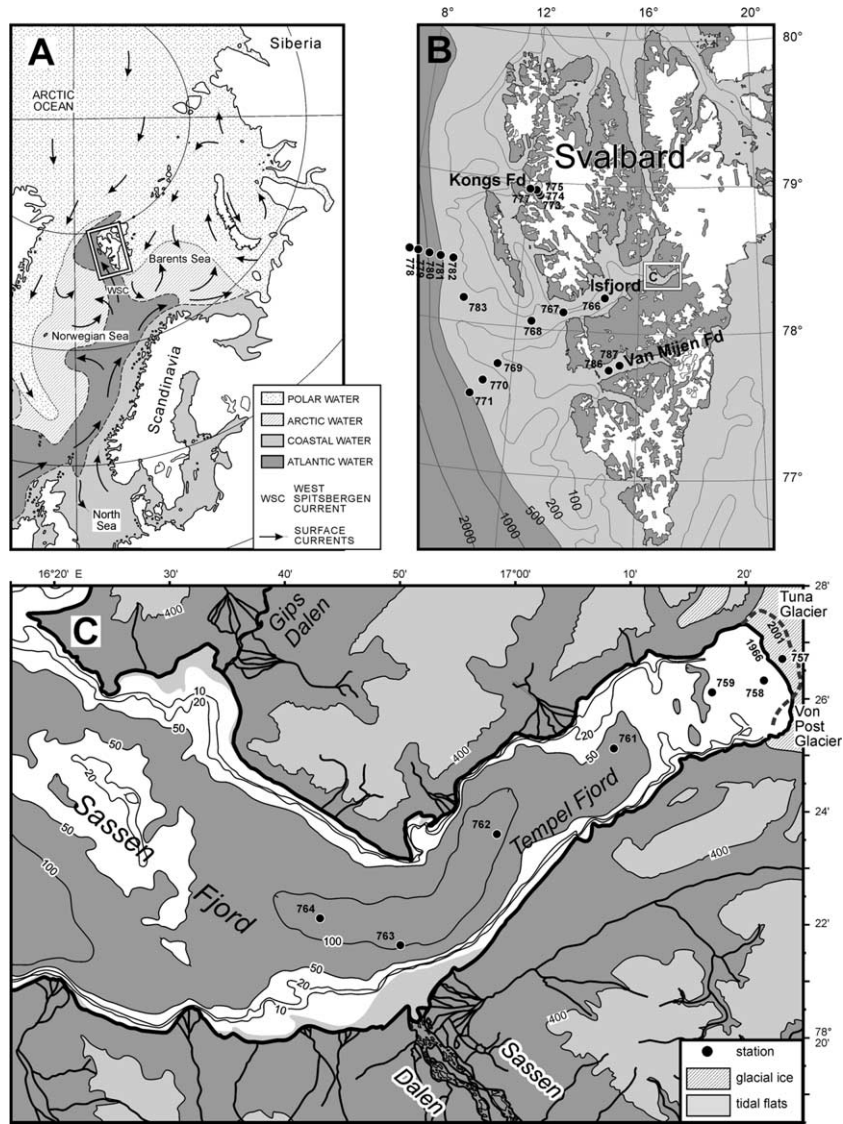 A
Siberia
ARCTIC
OCEAN
Barents Sea
WSC
Norwegian Sea
Scandinavia
North
Sea
POLAR WATER
ARCTIC WATER
COASTAL WATER
ATLANTIC WATER
WSC WEST
SPITSBERGEN
CURRENT
SURFACE
CURRENTS
B
8° 12° 16° 20°
80°
Svalbard
79°
Kongs Fd
775
777 774
773
778
779
780
781
782
C
Isfjord
783
767 766
768
78°
787 Van Mijen Fd
786
769
770
771
77°
2000
1000
500
200
100
16°20' E 30' 40' 50' 17°00' 10' 20'
28'
C
400
Gips
Dalen
Tuna
Glacier
2001
1966
757
759
758
26'
Von
Post
Glacier
10
20
50
20
50
761
400
50
20
Sassen
50
100
Tempel Fjord
24'
762
400
Fjord
764
763
100
22'
50
20
10
400
78°
20'
Sassen
Dalen
station
glacial ice
tidal flats